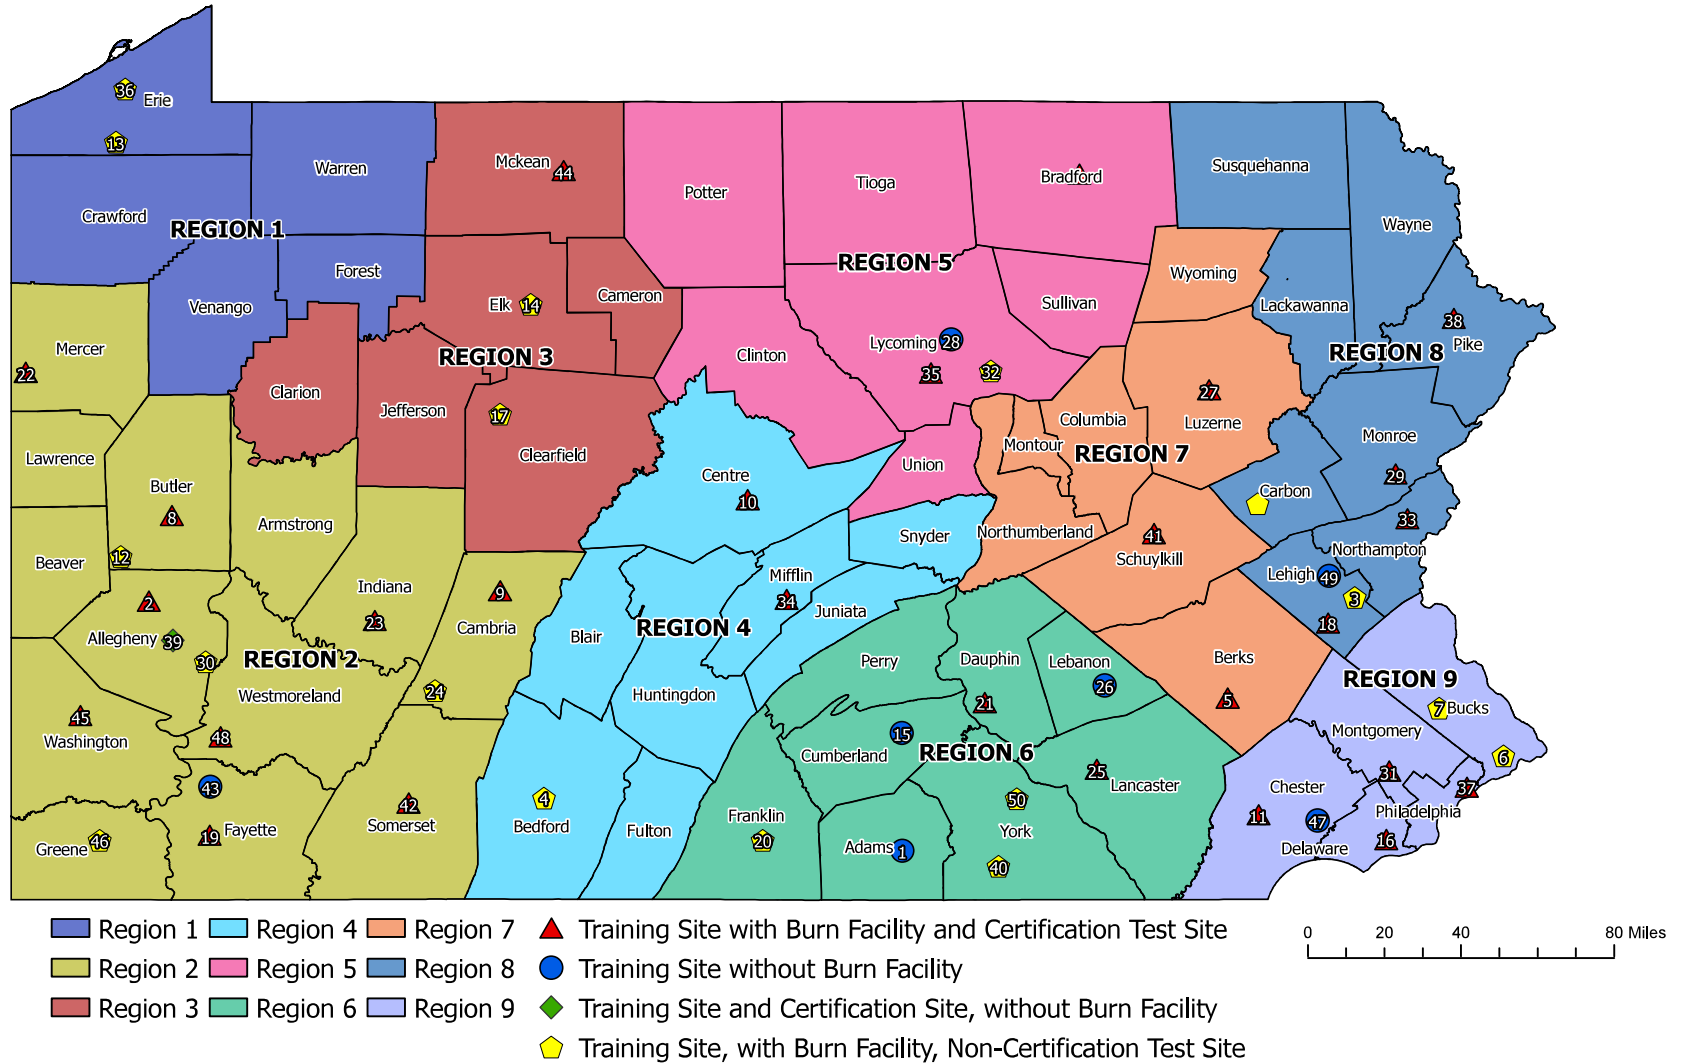 36
Erie
13
Mckean
44
Warren
Potter
Tioga
Bradford
Susquehanna
Crawford
REGION 1
Wayne
Forest
REGION 5
Wyoming
Elk
14
Cameron
Sullivan
Lackawanna
Venango
38
Mercer
REGION 3
Clinton
Lycoming
28
REGION 8
Pike
22
35
32
Clarion
Jefferson
17
27
Luzerne
Columbia
Lawrence
Clearfield
Centre
Union
Montour
REGION 7
Monroe
29
Butler
10
Carbon
8
Armstrong
Snyder
Northumberland
41
33
12
Beaver
Schuylkill
Northampton
Indiana
9
Mifflin
Lehigh
49
2
23
Cambria
34
Juniata
3
Allegheny
39
Blair
REGION 4
18
30
REGION 2
Perry
Dauphin
Lebanon
Berks
24
Westmoreland
Huntingdon
26
5
REGION 9
45
21
7
Bucks
Washington
48
15
Cumberland
REGION 6
Montgomery
6
43
25
Lancaster
31
Chester
37
42
4
50
Somerset
Bedford
Franklin
11
47
Philadelphia
19
Fayette
Fulton
20
York
16
Greene
46
Adams
1
40
Delaware
Region 1
Region 4
Region 7
Training Site with Burn Facility and Certification Test Site
0 20 40 80 Miles
Region 2
Region 5
Region 8
Training Site without Burn Facility
Region 3
Region 6
Region 9
Training Site and Certification Site, without Burn Facility
Training Site, with Burn Facility, Non-Certification Test Site